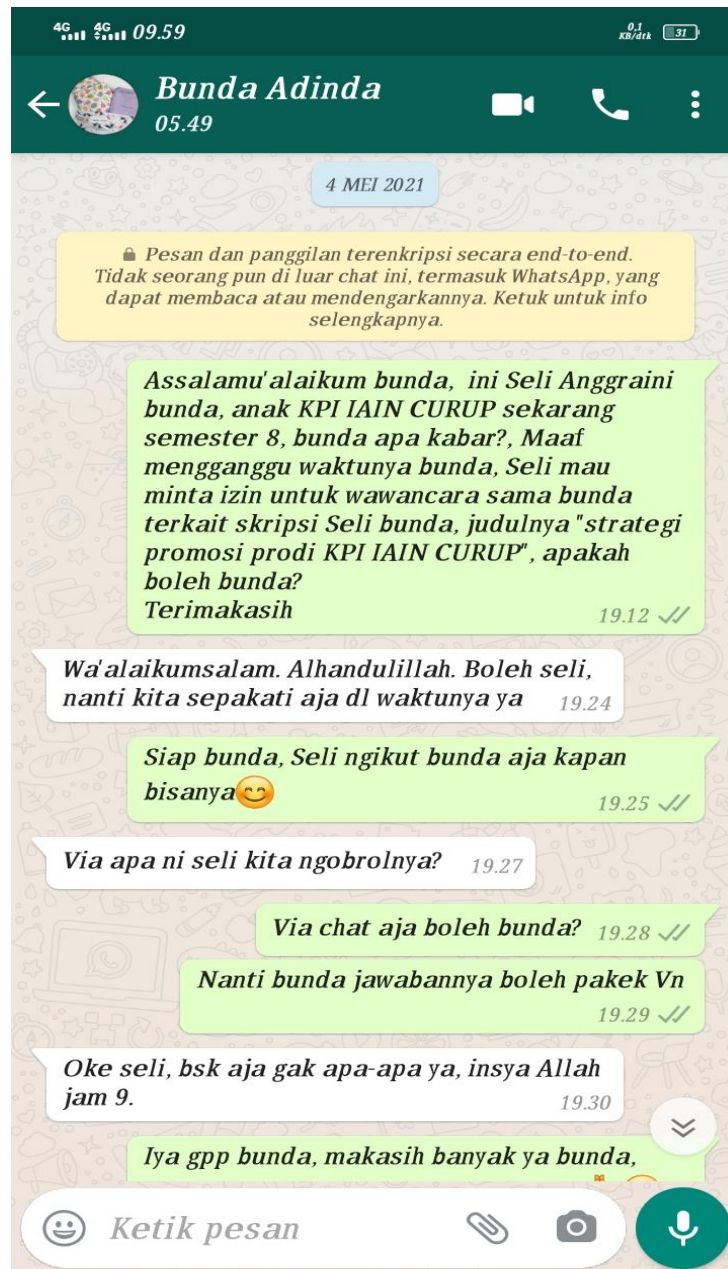 4G 4G 09.59 0,1 KB/dtk 31
Bunda Adinda
05.49
4 MEI 2021
Pesan dan panggilan terenkripsi secara end-to-end.
Tidak seorang pun di luar chat ini, termasuk WhatsApp, yang
dapat membaca atau mendengarkannya. Ketuk untuk info
selengkapnya.
Assalamu'alaikum bunda, ini Seli Anggraini
bunda, anak KPI IAIN CURUP sekarang
semester 8, bunda apa kabar?, Maaf
mengganggu waktunya bunda, Seli mau
minta izin untuk wawancara sama bunda
terkait skripsi Seli bunda, judulnya "strategi
promosi prodi KPI IAIN CURUP", apakah
boleh bunda?
Terimakasih 19.12
Wa'alaikumsalam. Alhandulillah. Boleh seli,
nanti kita sepakati aja dl waktunya ya 19.24
Siap bunda, Seli ngikut bunda aja kapan
bisanya😊 19.25
Via apa ni seli kita ngobrolnya? 19.27
Via chat aja boleh bunda? 19.28
Nanti bunda jawabannya boleh pakek Vn
19.29
Oke seli, bsk aja gak apa-apa ya, insya Allah
jam 9. 19.30
Iya gpp bunda, makasih banyak ya bunda,
Ketik pesan